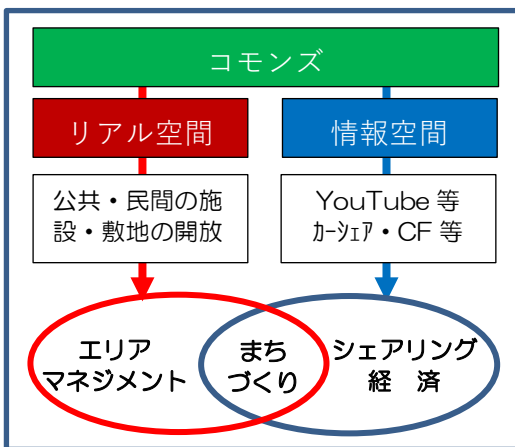 コモンズ
リアル空間
情報空間
公共・民間の施
設・敷地の開放
YouTube 等
ｶｰｼｪｱ・CF 等
エリア
マネジメント
まち
づくり
シェアリング
経　済